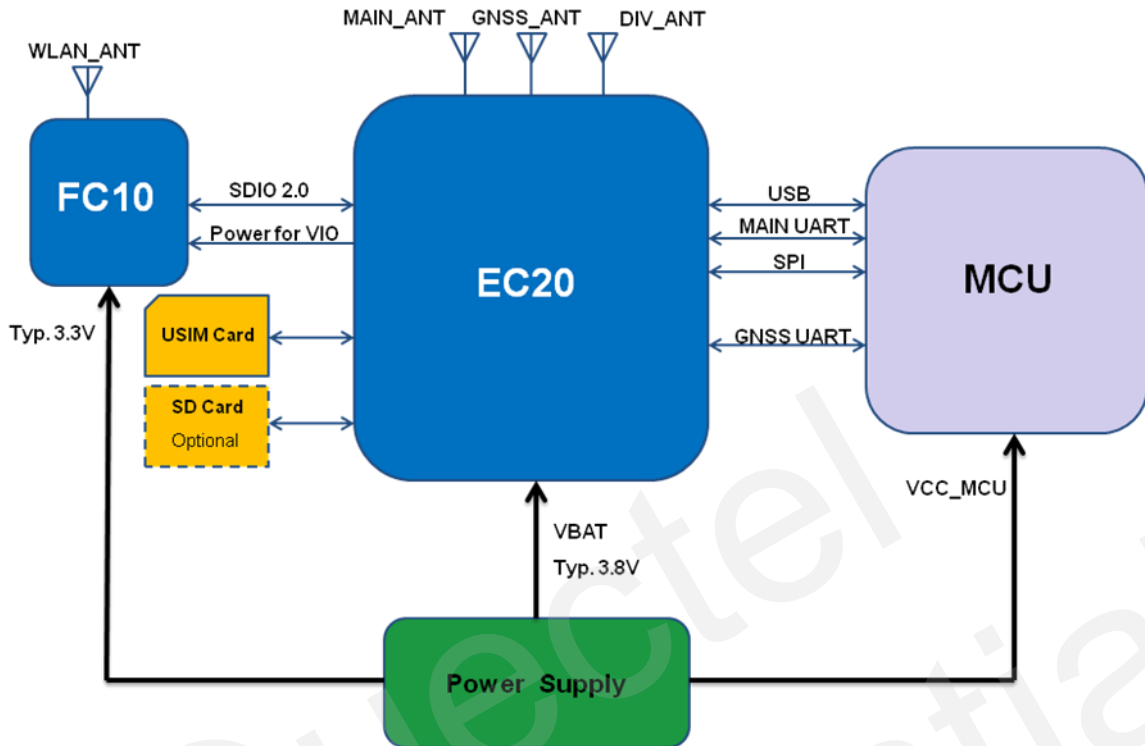 MAIN_ANT GNSS_ANT DIV_ANT
WLAN_ANT
FC10
SDIO 2.0
Power for VIO
EC20
USB
MAIN UART
SPI
GNSS UART
MCU
Typ. 3.3V
USIM Card
SD Card
Optional
VCC_MCU
VBAT
Typ. 3.8V
Power Supply
uectel